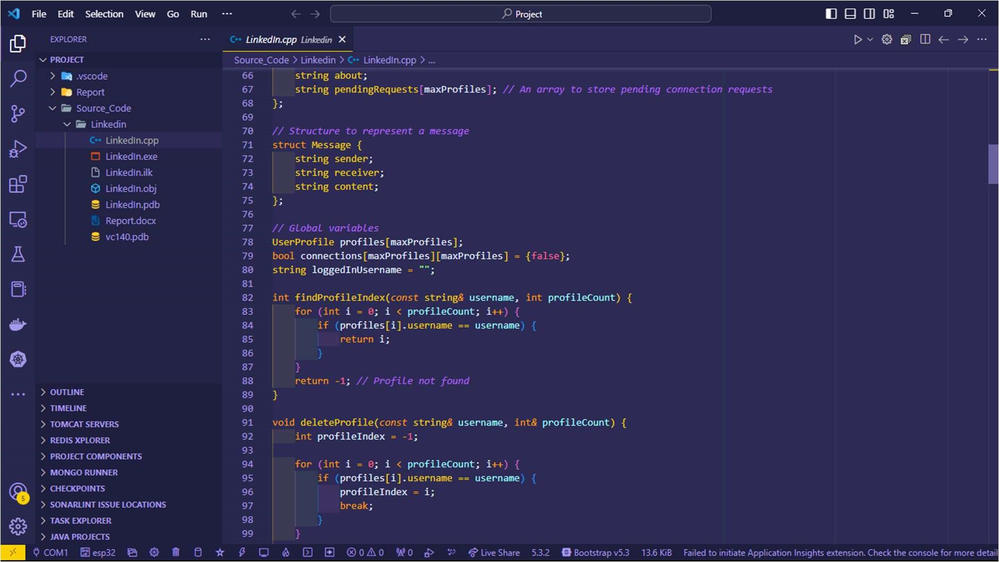 File Edit Selection View Go Run ···
Project
EXPLORER ···
LinkedIn.cpp Linkedin
PROJECT
Source_Code > Linkedin > LinkedIn.cpp > ...
.vscode
Report
Source_Code
Linkedin
LinkedIn.cpp
LinkedIn.exe
LinkedIn.ilk
LinkedIn.obj
LinkedIn.pdb
Report.docx
vc140.pdb
OUTLINE
TIMELINE
TOMCAT SERVERS
REDIS XPLORER
PROJECT COMPONENTS
MONGO RUNNER
CHECKPOINTS
SONARLINT ISSUE LOCATIONS
TASK EXPLORER
JAVA PROJECTS
5
66 string about;
67 string pendingRequests[maxProfiles]; // An array to store pending connection requests
68 };
69
70 // Structure to represent a message
71 struct Message {
72 string sender;
73 string receiver;
74 string content;
75 };
76
77 // Global variables
78 UserProfile profiles[maxProfiles];
79 bool connections[maxProfiles][maxProfiles] = {false};
80 string loggedInUsername = "";
81
82 int findProfileIndex(const string& username, int profileCount) {
83 for (int i = 0; i < profileCount; i++) {
84 if (profiles[i].username == username) {
85 return i;
86 }
87 }
88 return -1; // Profile not found
89 }
90
91 void deleteProfile(const string& username, int& profileCount) {
92 int profileIndex = -1;
93
94 for (int i = 0; i < profileCount; i++) {
95 if (profiles[i].username == username) {
96 profileIndex = i;
97 break;
98 }
99 }
COM1 esp32 0 0 0 Live Share 5.3.2 Bootstrap v5.3 13.6 KiB Failed to initiate Application Insights extension. Check the console for more detail